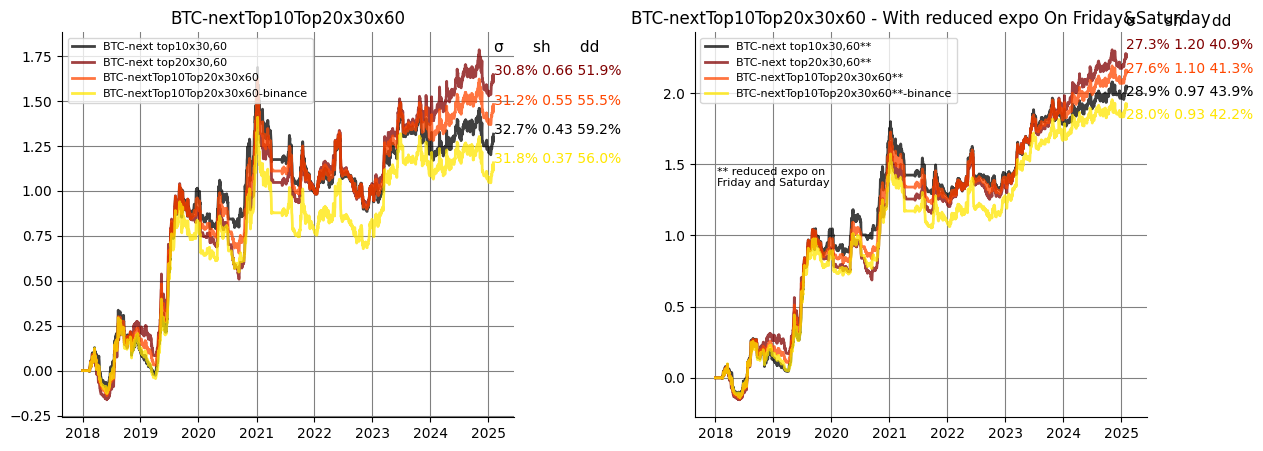 BTC-nextTop10Top20x30x60
BTC-next top10x30,60
BTC-next top20x30,60
BTC-nextTop10Top20x30x60
BTC-nextTop10Top20x30x60-binance
σ sh dd
30.8% 0.66 51.9%
31.2% 0.55 55.5%
32.7% 0.43 59.2%
31.8% 0.37 56.0%
1.75
1.50
1.25
1.00
0.75
0.50
0.25
0.00
−0.25
2018 2019 2020 2021 2022 2023 2024 2025
BTC-nextTop10Top20x30x60 - With reduced expo On Friday&Saturday
σ sh dd
BTC-next top10x30,60**
BTC-next top20x30,60**
BTC-nextTop10Top20x30x60**
BTC-nextTop10Top20x30x60**-binance
27.3% 1.20 40.9%
27.6% 1.10 41.3%
28.9% 0.97 43.9%
28.0% 0.93 42.2%
** reduced expo on
Friday and Saturday
2.0
1.5
1.0
0.5
0.0
2018 2019 2020 2021 2022 2023 2024 2025